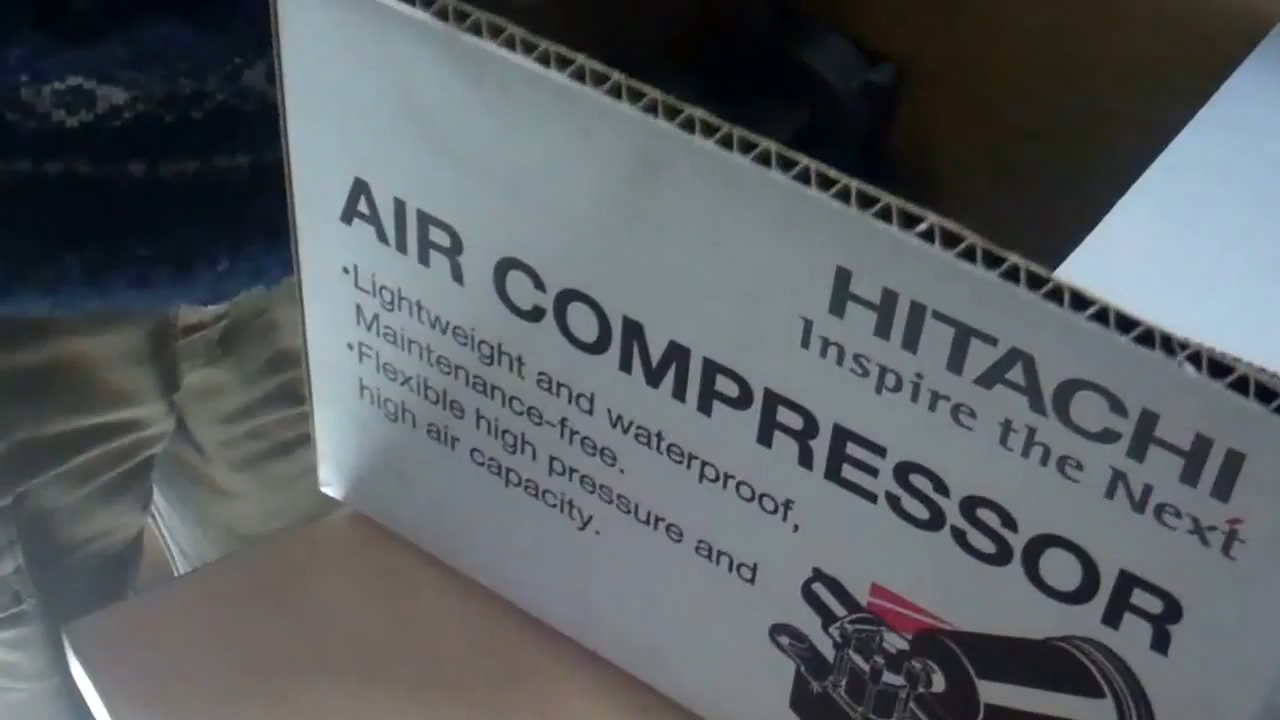 HITACHI
Inspire the Next
AIR COMPRESSOR
•Lightweight and waterproof,
Maintenance-free.
•Flexible high pressure and
high air capacity.